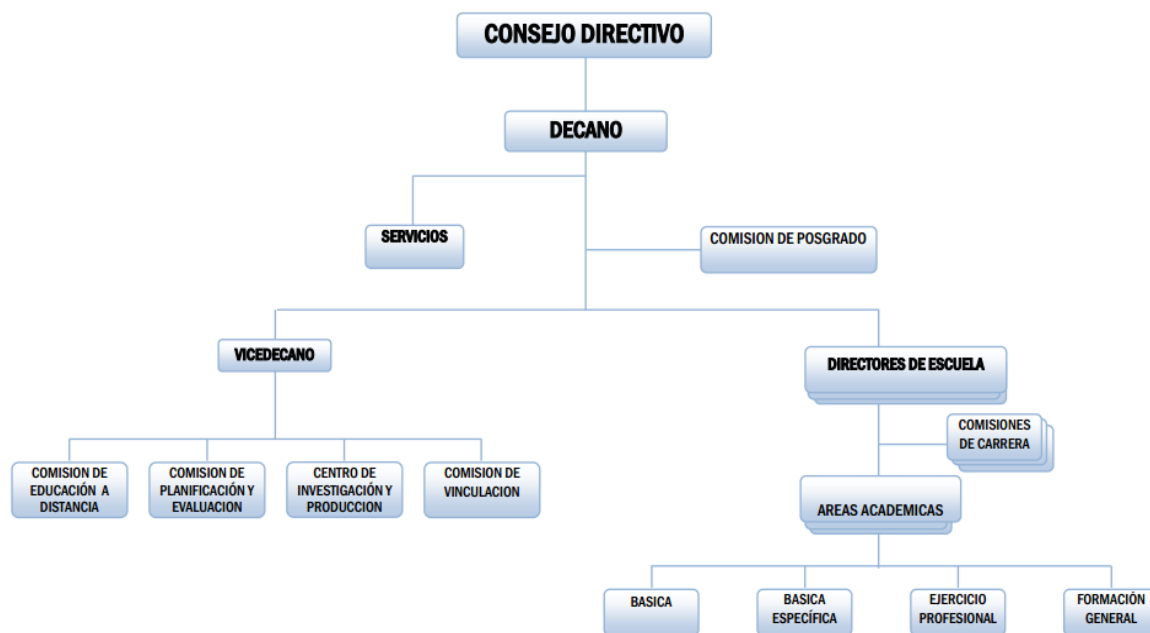 CONSEJO DIRECTIVO
DECANO
SERVICIOS
COMISION DE POSGRADO
VICEDECANO
DIRECTORES DE ESCUELA
COMISIONES
DE CARRERA
COMISION DE
EDUCACIÓN A
DISTANCIA
COMISION DE
PLANIFICACIÓN Y
EVALUACION
CENTRO DE
INVESTIGACIÓN Y
PRODUCCION
COMISION DE
VINCULACION
AREAS ACADEMICAS
BASICA
BASICA
ESPECÍFICA
EJERCICIO
PROFESIONAL
FORMACIÓN
GENERAL